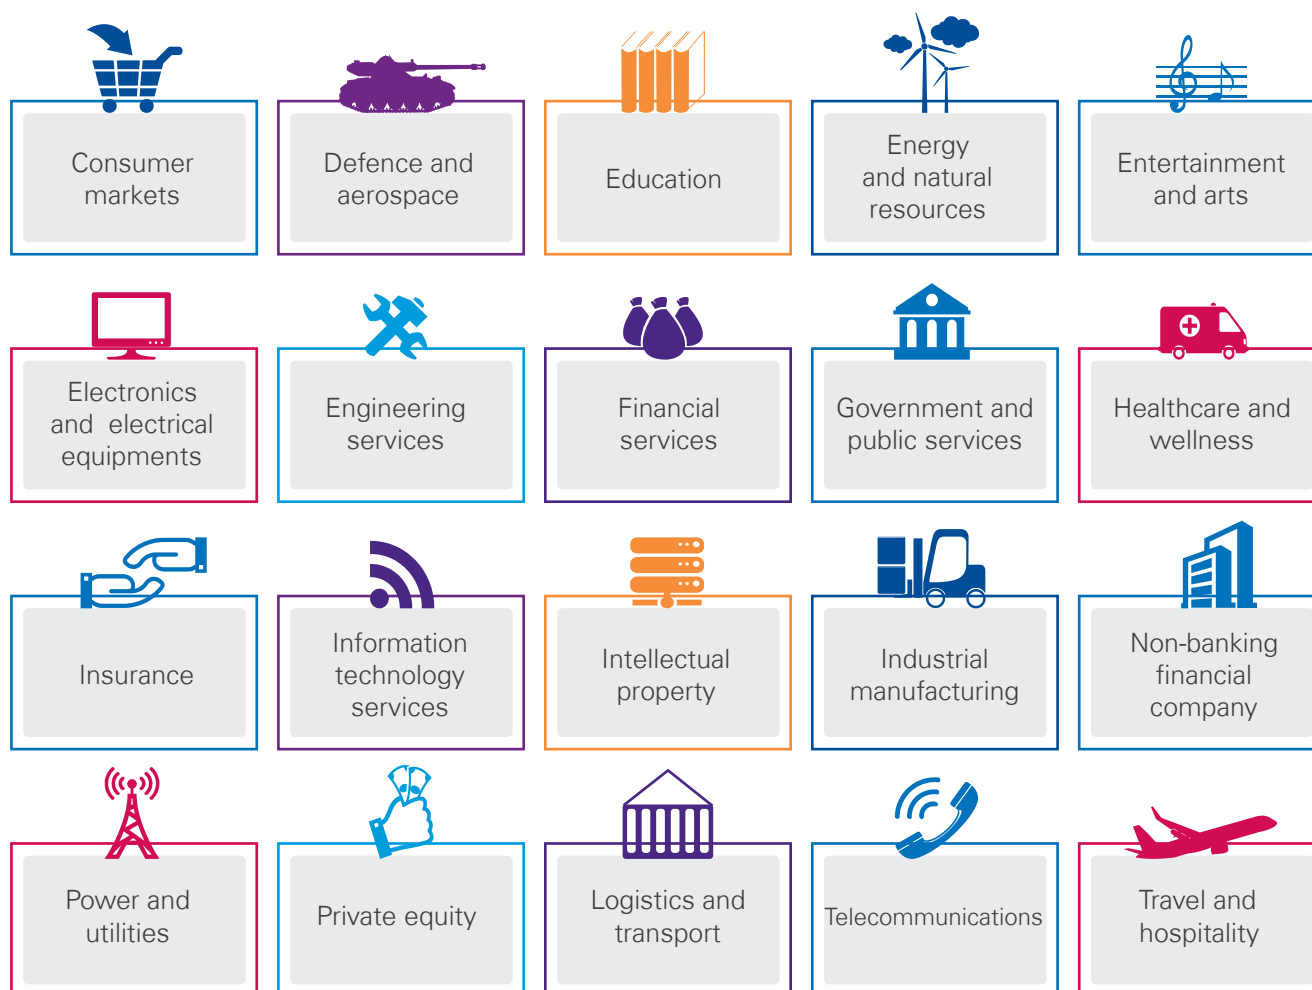 Consumer
markets
Defence and
aerospace
Education
Energy
and natural
resources
Entertainment
and arts
Electronics
and electrical
equipments
Engineering
services
Financial
services
Government and
public services
Healthcare and
wellness
Insurance
Information
technology
services
Intellectual
property
Industrial
manufacturing
Non-banking
financial
company
Power and
utilities
Private equity
Logistics and
transport
Telecommunications
Travel and
hospitality